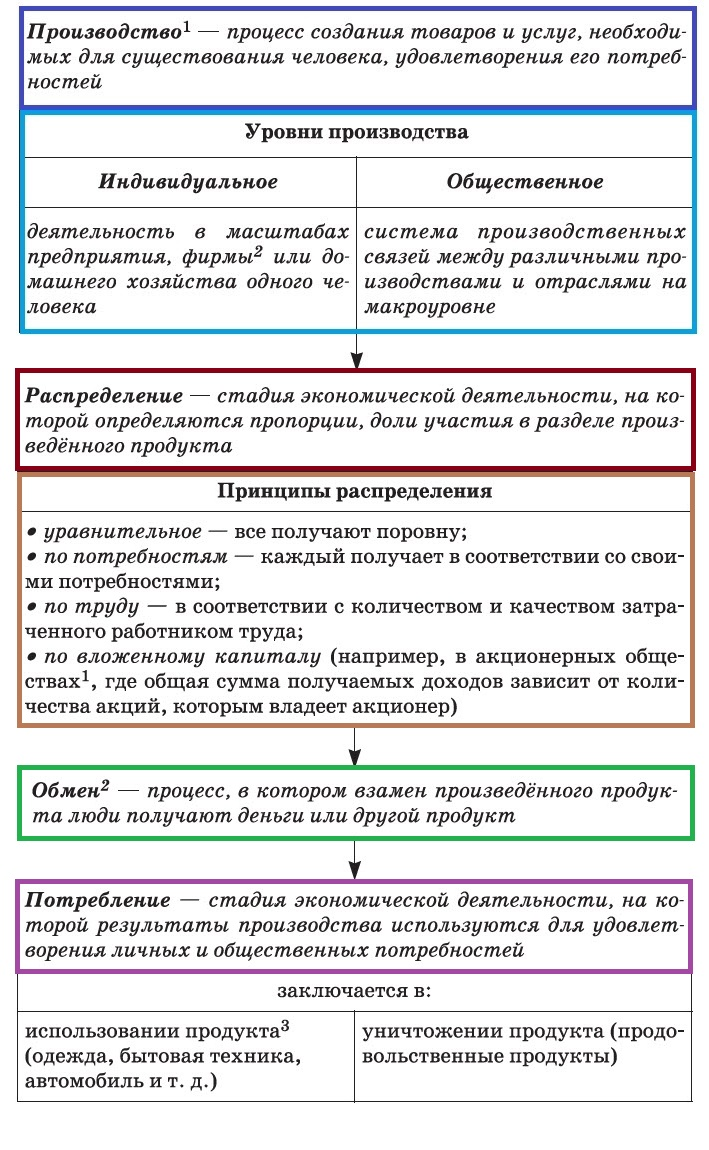 Производство¹ — процесс создания товаров и услуг, необходи-
мых для существования человека, удовлетворения его потреб-
ностей
Уровни производства
Индивидуальное
Общественное
деятельность в масштабах
предприятия, фирмы² или до-
машнего хозяйства одного че-
ловека
система производственных
связей между различными про-
изводствами и отраслями на
макроуровне
Распределение — стадия экономической деятельности, на ко-
торой определяются пропорции, доли участия в разделе произ-
ведённого продукта
Принципы распределения
• уравнительное — все получают поровну;
• по потребностям — каждый получает в соответствии со свои-
ми потребностями;
• по труду — в соответствии с количеством и качеством затра-
ченного работником труда;
• по вложенному капиталу (например, в акционерных обще-
ствах¹, где общая сумма получаемых доходов зависит от коли-
чества акций, которым владеет акционер)
Обмен² — процесс, в котором взамен произведённого продук-
та люди получают деньги или другой продукт
Потребление — стадия экономической деятельности, на ко-
торой результаты производства используются для удовлет-
ворения личных и общественных потребностей
заключается в:
использовании продукта³
(одежда, бытовая техника,
автомобиль и т. д.)
уничтожении продукта (продо-
вольственные продукты)